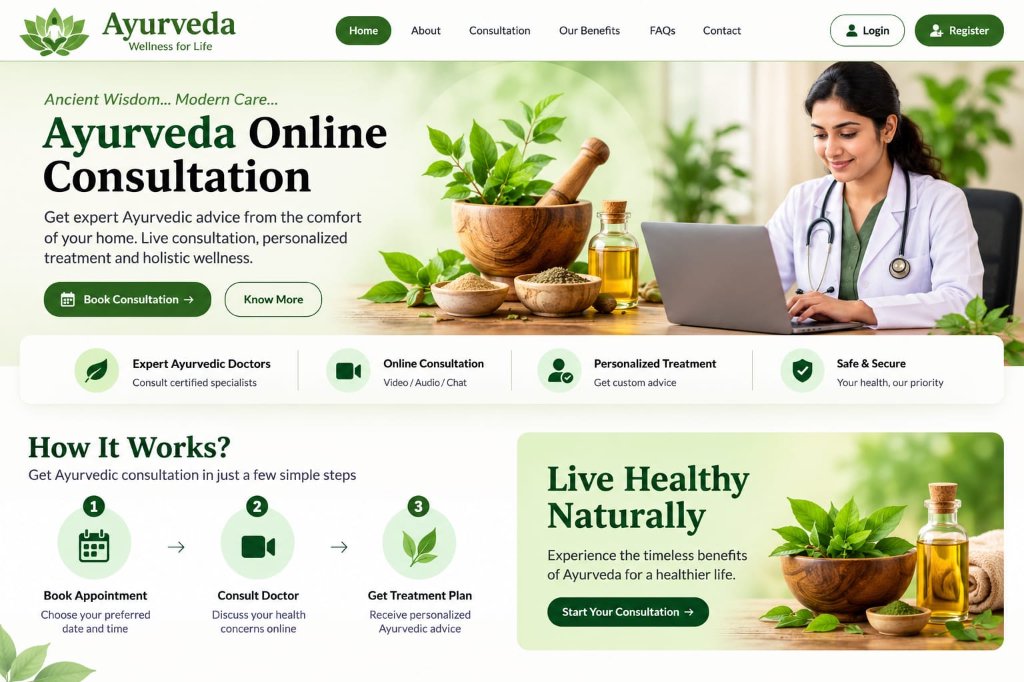 Ayurveda
Wellness for Life
Home
About
Consultation
Our Benefits
FAQs
Contact
Login
Register
Ancient Wisdom... Modern Care...
Ayurveda Online
Consultation
Get expert Ayurvedic advice from the comfort
of your home. Live consultation, personalized
treatment and holistic wellness.
Book Consultation →
Know More
Expert Ayurvedic Doctors
Consult certified specialists
Online Consultation
Video / Audio / Chat
Personalized Treatment
Get custom advice
Safe & Secure
Your health, our priority
How It Works?
Get Ayurvedic consultation in just a few simple steps
1
Book Appointment
Choose your preferred
date and time
→
2
Consult Doctor
Discuss your health
concerns online
→
3
Get Treatment Plan
Receive personalized
Ayurvedic advice
Live Healthy
Naturally
Experience the timeless benefits
of Ayurveda for a healthier life.
Start Your Consultation →